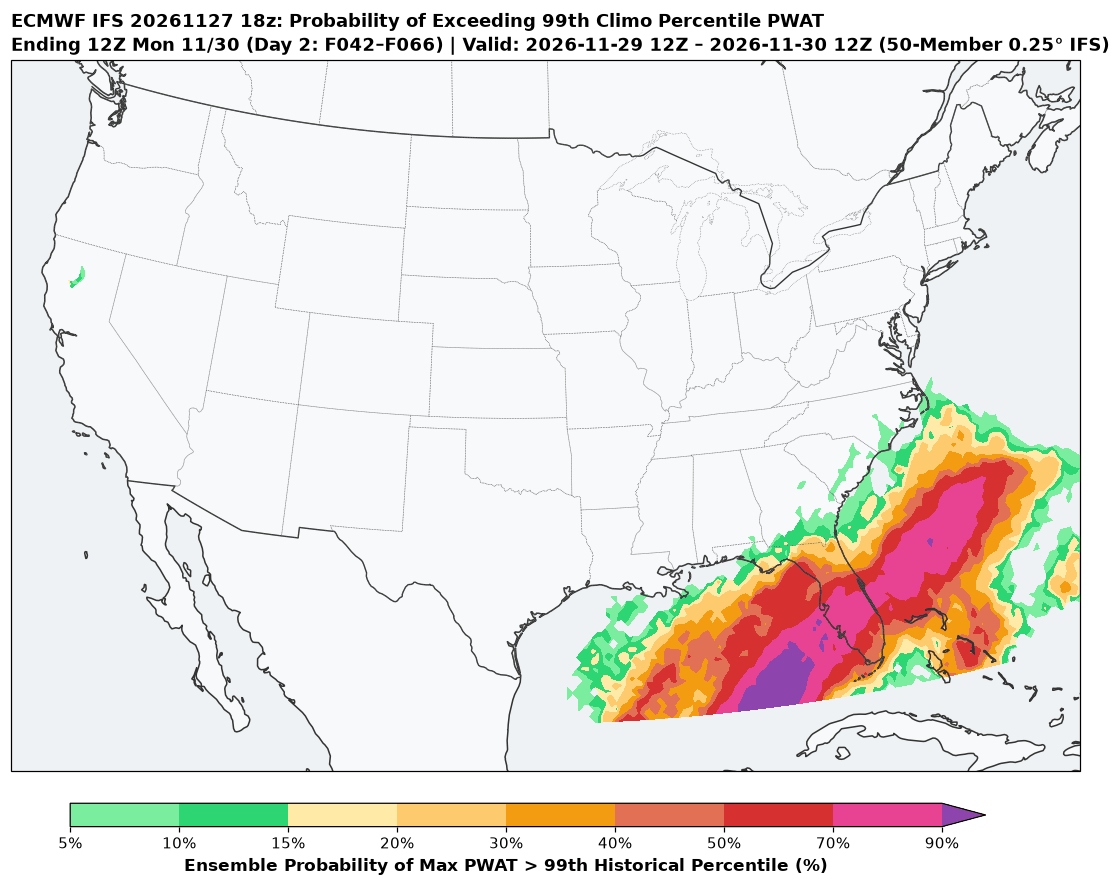 ECMWF IFS 20261127 18z: Probability of Exceeding 99th Climo Percentile PWAT
Ending 12Z Mon 11/30 (Day 2: F042–F066) | Valid: 2026-11-29 12Z – 2026-11-30 12Z (50-Member 0.25° IFS)
5% 10% 15% 20% 30% 40% 50% 70% 90%
Ensemble Probability of Max PWAT > 99th Historical Percentile (%)